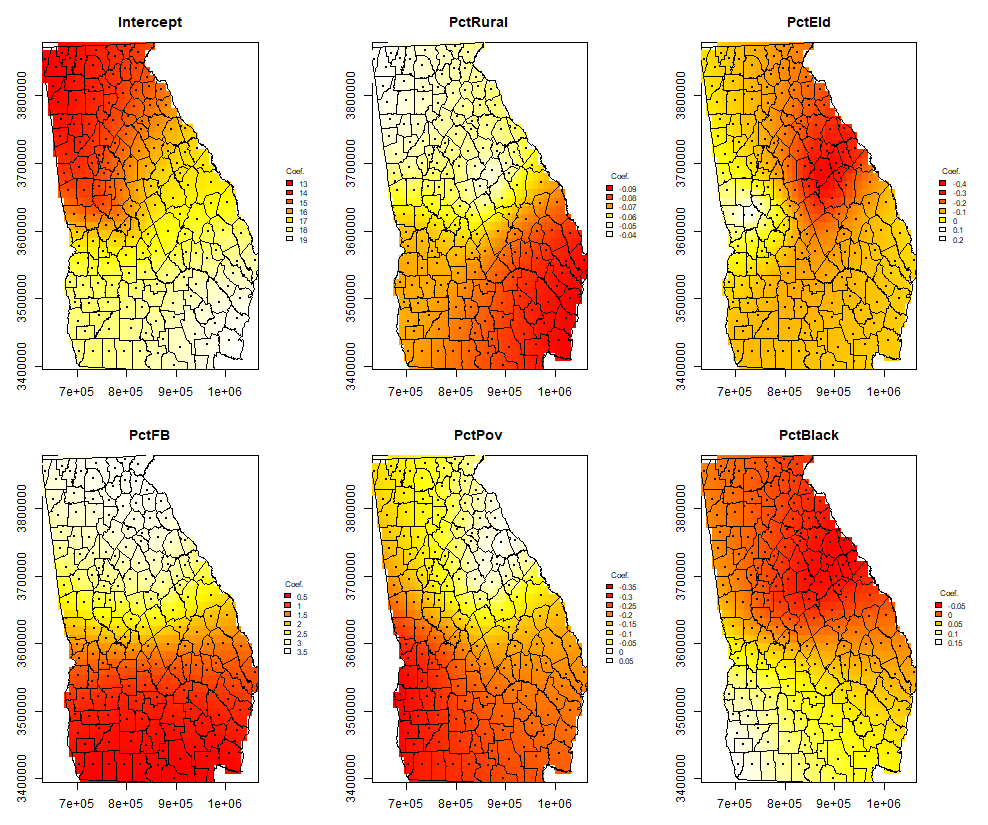 Intercept
3400000 3500000 3600000 3700000 3800000
7e+05 8e+05 9e+05 1e+06
Coef.
13
14
15
16
17
18
19
PctRural
3400000 3500000 3600000 3700000 3800000
7e+05 8e+05 9e+05 1e+06
Coef.
-0.09
-0.08
-0.07
-0.06
-0.05
-0.04
PctEld
3400000 3500000 3600000 3700000 3800000
7e+05 8e+05 9e+05 1e+06
Coef.
-0.4
-0.3
-0.2
-0.1
0
0.1
0.2
PctFB
3400000 3500000 3600000 3700000 3800000
7e+05 8e+05 9e+05 1e+06
Coef.
0.5
1
1.5
2
2.5
3
3.5
PctPov
3400000 3500000 3600000 3700000 3800000
7e+05 8e+05 9e+05 1e+06
Coef.
-0.35
-0.3
-0.25
-0.2
-0.15
-0.1
-0.05
0
0.05
PctBlack
3400000 3500000 3600000 3700000 3800000
7e+05 8e+05 9e+05 1e+06
Coef.
-0.05
0
0.05
0.1
0.15